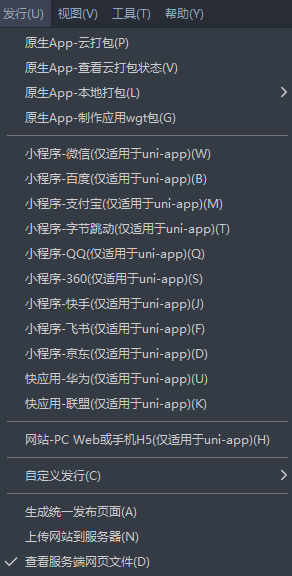 发行(U) 视图(V) 工具(T) 帮助(Y)
原生App-云打包(P)
原生App-查看云打包状态(V)
原生App-本地打包(L)
原生App-制作应用wgt包(G)
小程序-微信(仅适用于uni-app)(W)
小程序-百度(仅适用于uni-app)(B)
小程序-支付宝(仅适用于uni-app)(M)
小程序-字节跳动(仅适用于uni-app)(T)
小程序-QQ(仅适用于uni-app)(Q)
小程序-360(仅适用于uni-app)(S)
小程序-快手(仅适用于uni-app)(J)
小程序-飞书(仅适用于uni-app)(F)
小程序-京东(仅适用于uni-app)(D)
快应用-华为(仅适用于uni-app)(U)
快应用-联盟(仅适用于uni-app)(K)
网站-PC Web或手机H5(仅适用于uni-app)(H)
自定义发行(C)
生成统一发布页面(A)
上传网站到服务器(N)
查看服务端网页文件(D)